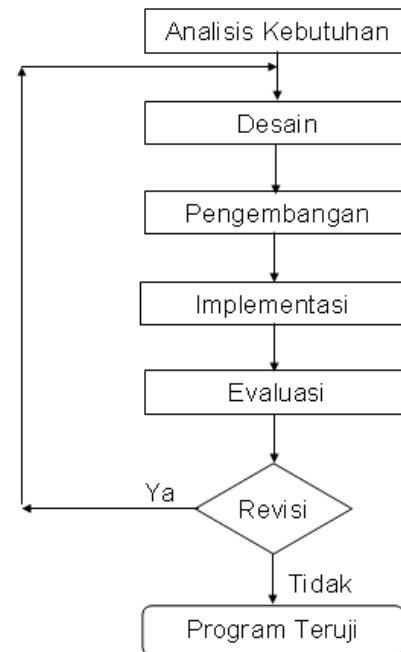 Analisis Kebutuhan
Desain
Pengembangan
Implementasi
Evaluasi
Ya
Revisi
Tidak
Program Teruji